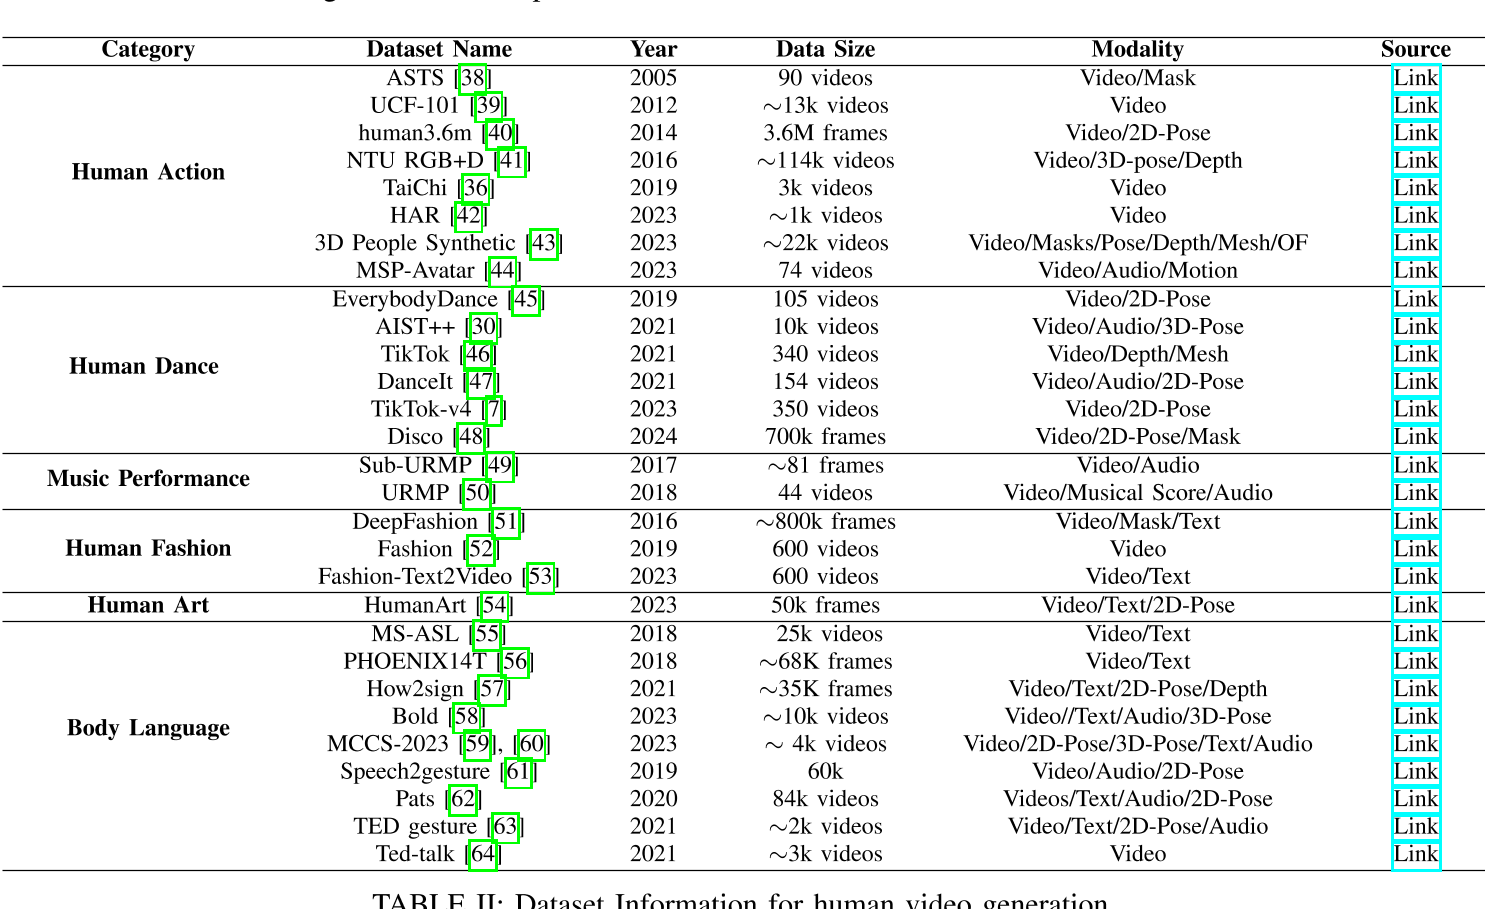 Category Dataset Name Year Data Size Modality Source
ASTS [38] 2005 90 videos Video/Mask Link
UCF-101 [39] 2012 ~13k videos Video Link
human3.6m [40] 2014 3.6M frames Video/2D-Pose Link
NTU RGB+D [41] 2016 ~114k videos Video/3D-pose/Depth Link
Human Action
TaiChi [36] 2019 3k videos Video Link
HAR [42] 2023 ~1k videos Video Link
3D People Synthetic [43] 2023 ~22k videos Video/Masks/Pose/Depth/Mesh/OF Link
MSP-Avatar [44] 2023 74 videos Video/Audio/Motion Link
EverybodyDance [45] 2019 105 videos Video/2D-Pose Link
AIST++ [30] 2021 10k videos Video/Audio/3D-Pose Link
TikTok [46] 2021 340 videos Video/Depth/Mesh Link
Human Dance
DanceIt [47] 2021 154 videos Video/Audio/2D-Pose Link
TikTok-v4 [7] 2023 350 videos Video/2D-Pose Link
Disco [48] 2024 700k frames Video/2D-Pose/Mask Link
Sub-URMP [49] 2017 ~81 frames Video/Audio Link
Music Performance
URMP [50] 2018 44 videos Video/Musical Score/Audio Link
DeepFashion [51] 2016 ~800k frames Video/Mask/Text Link
Human Fashion Fashion [52] 2019 600 videos Video Link
Fashion-Text2Video [53] 2023 600 videos Video/Text Link
Human Art HumanArt [54] 2023 50k frames Video/Text/2D-Pose Link
MS-ASL [55] 2018 25k videos Video/Text Link
PHOENIX14T [56] 2018 ~68K frames Video/Text Link
How2sign [57] 2021 ~35K frames Video/Text/2D-Pose/Depth Link
Bold [58] 2023 ~10k videos Video//Text/Audio/3D-Pose Link
Body Language
MCCS-2023 [59], [60] 2023 ~ 4k videos Video/2D-Pose/3D-Pose/Text/Audio Link
Speech2gesture [61] 2019 60k Video/Audio/2D-Pose Link
Pats [62] 2020 84k videos Videos/Text/Audio/2D-Pose Link
TED gesture [63] 2021 ~2k videos Video/Text/2D-Pose/Audio Link
Ted-talk [64] 2021 ~3k videos Video Link
TABLE II: Dataset Information for human video generation